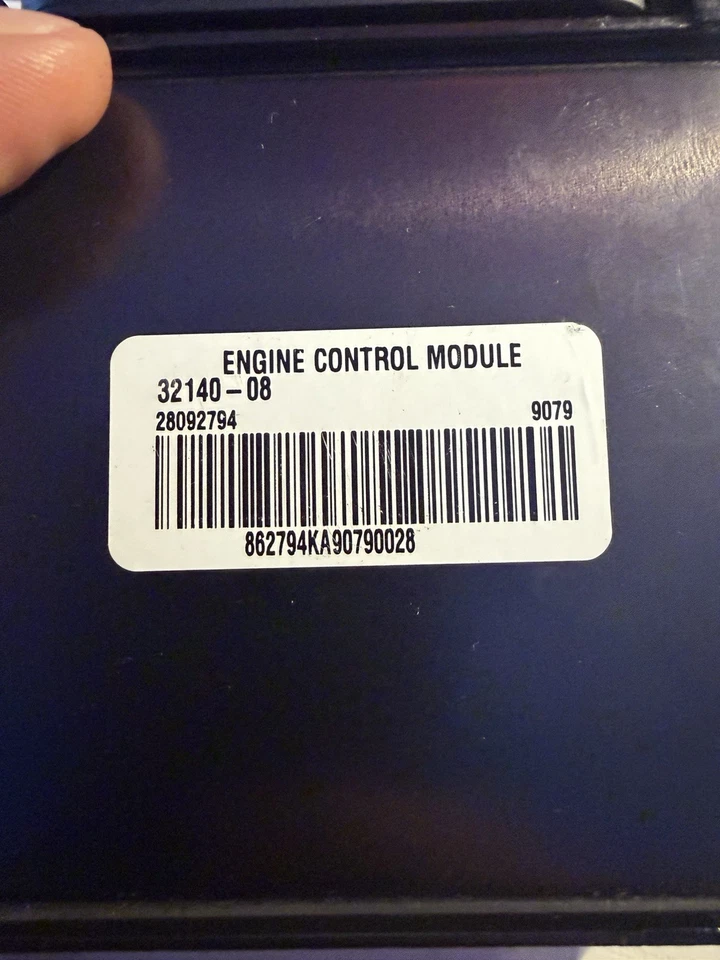 ENGINE CONTROL MODULE
32140-08
28092794 9079
862794KA90790028